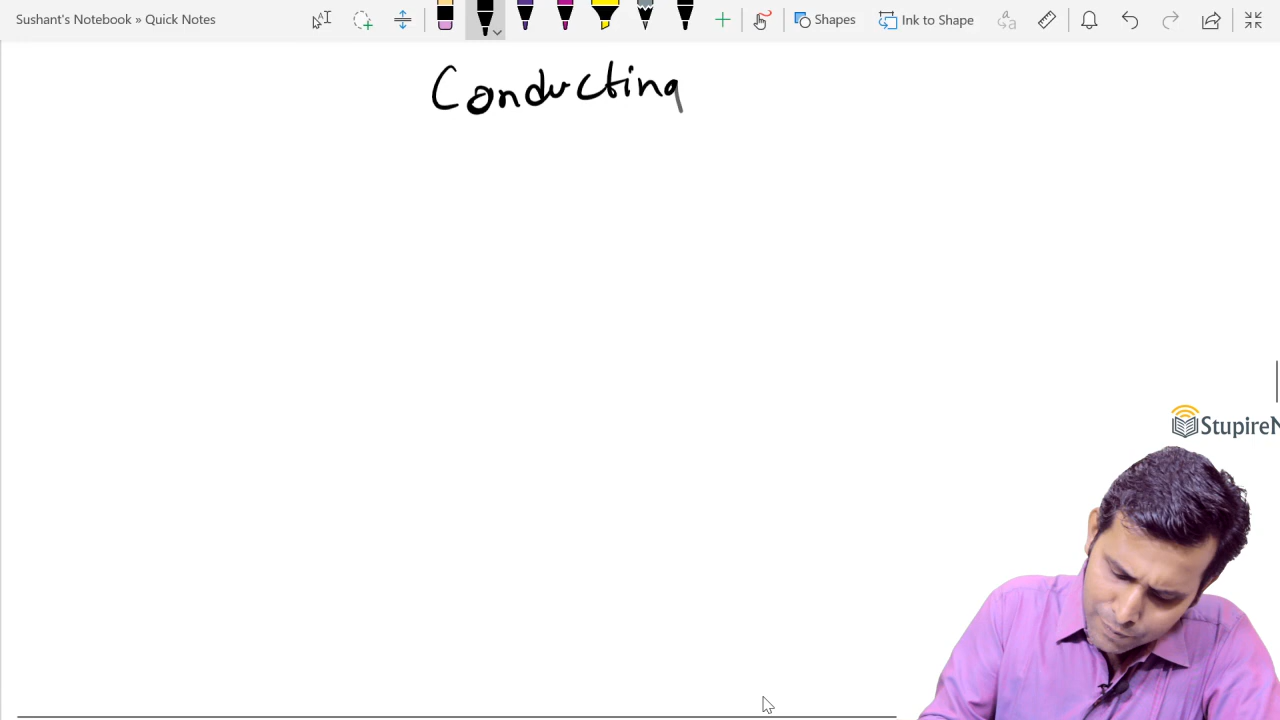 Sushant's Notebook » Quick Notes
Shapes
Ink to Shape
Conducting
StupireN